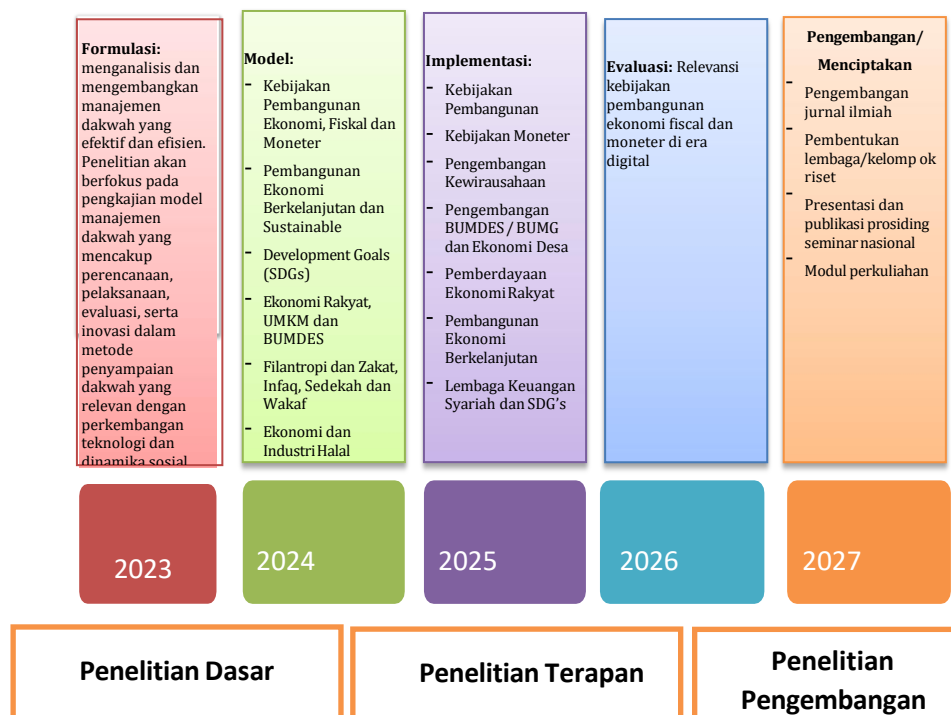 Formulasi:
menganalisis dan
mengembangkan
manajemen
dakwah yang
efektif dan efisien.
Penelitian akan
berfokus pada
pengkajian model
manajemen
dakwah yang
mencakup
perencanaan,
pelaksanaan,
evaluasi, serta
inovasi dalam
metode
penyampaian
dakwah yang
relevan dengan
perkembangan
teknologi dan
dinamika sosial
Model:
- Kebijakan
Pembangunan
Ekonomi, Fiskal dan
Moneter
- Pembangunan
Ekonomi
Berkelanjutan dan
Sustainable
- Development Goals
(SDGs)
- Ekonomi Rakyat,
UMKM dan
BUMDES
- Filantropi dan Zakat,
Infaq, Sedekah dan
Wakaf
- Ekonomi dan
Industri Halal
Implementasi:
- Kebijakan
Pembangunan
- Kebijakan Moneter
- Pengembangan
Kewirausahaan
- Pengembangan
BUMDES / BUMG
dan Ekonomi Desa
- Pemberdayaan
Ekonomi Rakyat
- Pembangunan
Ekonomi
Berkelanjutan
- Lembaga Keuangan
Syariah dan SDG's
Evaluasi: Relevansi
kebijakan
pembangunan
ekonomi fiscal dan
moneter di era
digital
Pengembangan/
Menciptakan
- Pengembangan
jurnal ilmiah
- Pembentukan
lembaga/kelomp ok
riset
- Presentasi dan
publikasi prosiding
seminar nasional
- Modul perkuliahan
2023
2024
2025
2026
2027
Penelitian Dasar
Penelitian Terapan
Penelitian
Pengembangan